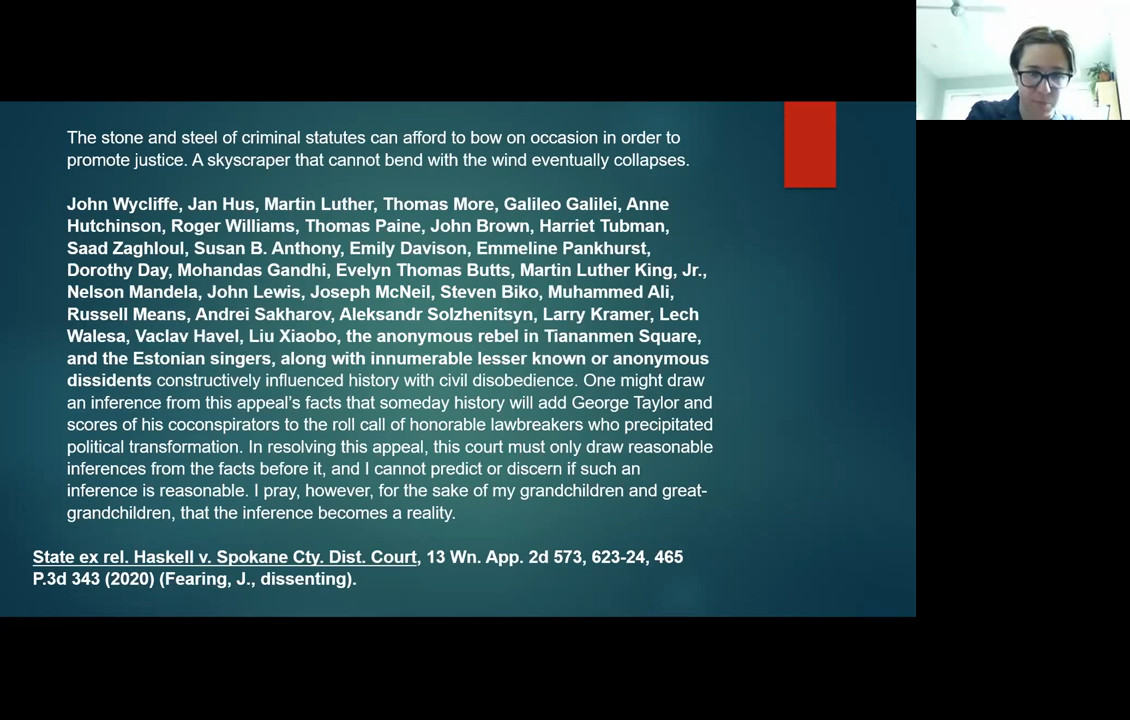 The stone and steel of criminal statutes can afford to bow on occasion in order to
promote justice. A skyscraper that cannot bend with the wind eventually collapses.
John Wycliffe, Jan Hus, Martin Luther, Thomas More, Galileo Galilei, Anne
Hutchinson, Roger Williams, Thomas Paine, John Brown, Harriet Tubman,
Saad Zaghloul, Susan B. Anthony, Emily Davison, Emmeline Pankhurst,
Dorothy Day, Mohandas Gandhi, Evelyn Thomas Butts, Martin Luther King, Jr.,
Nelson Mandela, John Lewis, Joseph McNeil, Steven Biko, Muhammed Ali,
Russell Means, Andrei Sakharov, Aleksandr Solzhenitsyn, Larry Kramer, Lech
Walesa, Vaclav Havel, Liu Xiaobo, the anonymous rebel in Tiananmen Square,
and the Estonian singers, along with innumerable lesser known or anonymous
dissidents constructively influenced history with civil disobedience. One might draw
an inference from this appeal's facts that someday history will add George Taylor and
scores of his coconspirators to the roll call of honorable lawbreakers who precipitated
political transformation. In resolving this appeal, this court must only draw reasonable
inferences from the facts before it, and I cannot predict or discern if such an
inference is reasonable. I pray, however, for the sake of my grandchildren and great-
grandchildren, that the inference becomes a reality.
State ex rel. Haskell v. Spokane Cty. Dist. Court, 13 Wn. App. 2d 573, 623-24, 465
P.3d 343 (2020) (Fearing, J., dissenting).